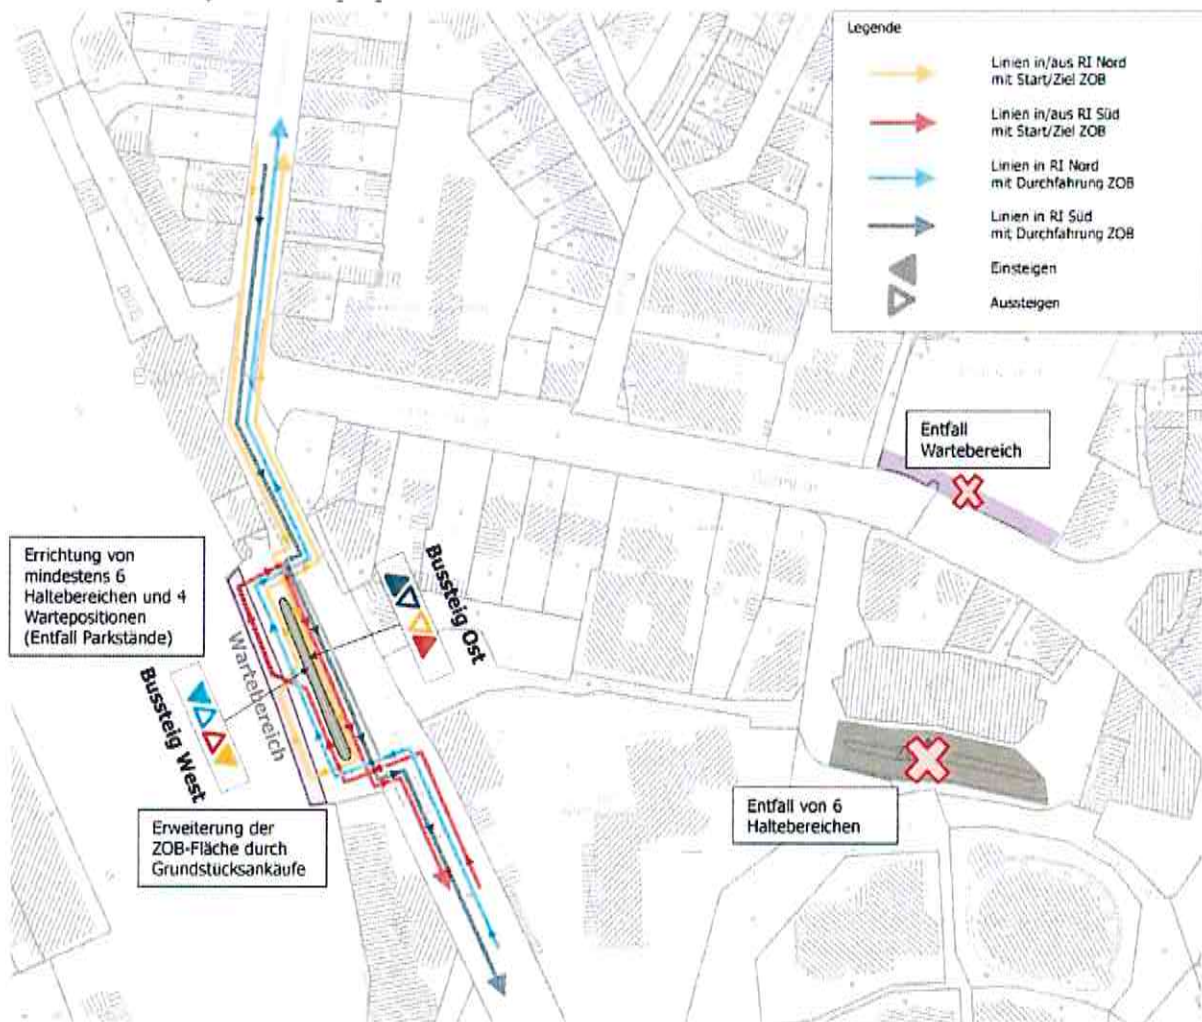 Legende
Linien in/aus RI Nord
mit Start/Ziel ZOB
Linien in/aus RI Süd
mit Start/Ziel ZOB
Linien in RI Nord
mit Durchfahrung ZOB
Linien in RI Süd
mit Durchfahrung ZOB
Einsteigen
Aussteigen
Entfall
Wartebereich
Errichtung von
mindestens 6
Haltebereichen und 4
Wartepositionen
(Entfall Parkstände)
Bussteig Ost
Wartebereich
Bussteig West
Entfall von 6
Haltebereichen
Erweiterung der
ZOB-Fläche durch
Grundstücksankäufe